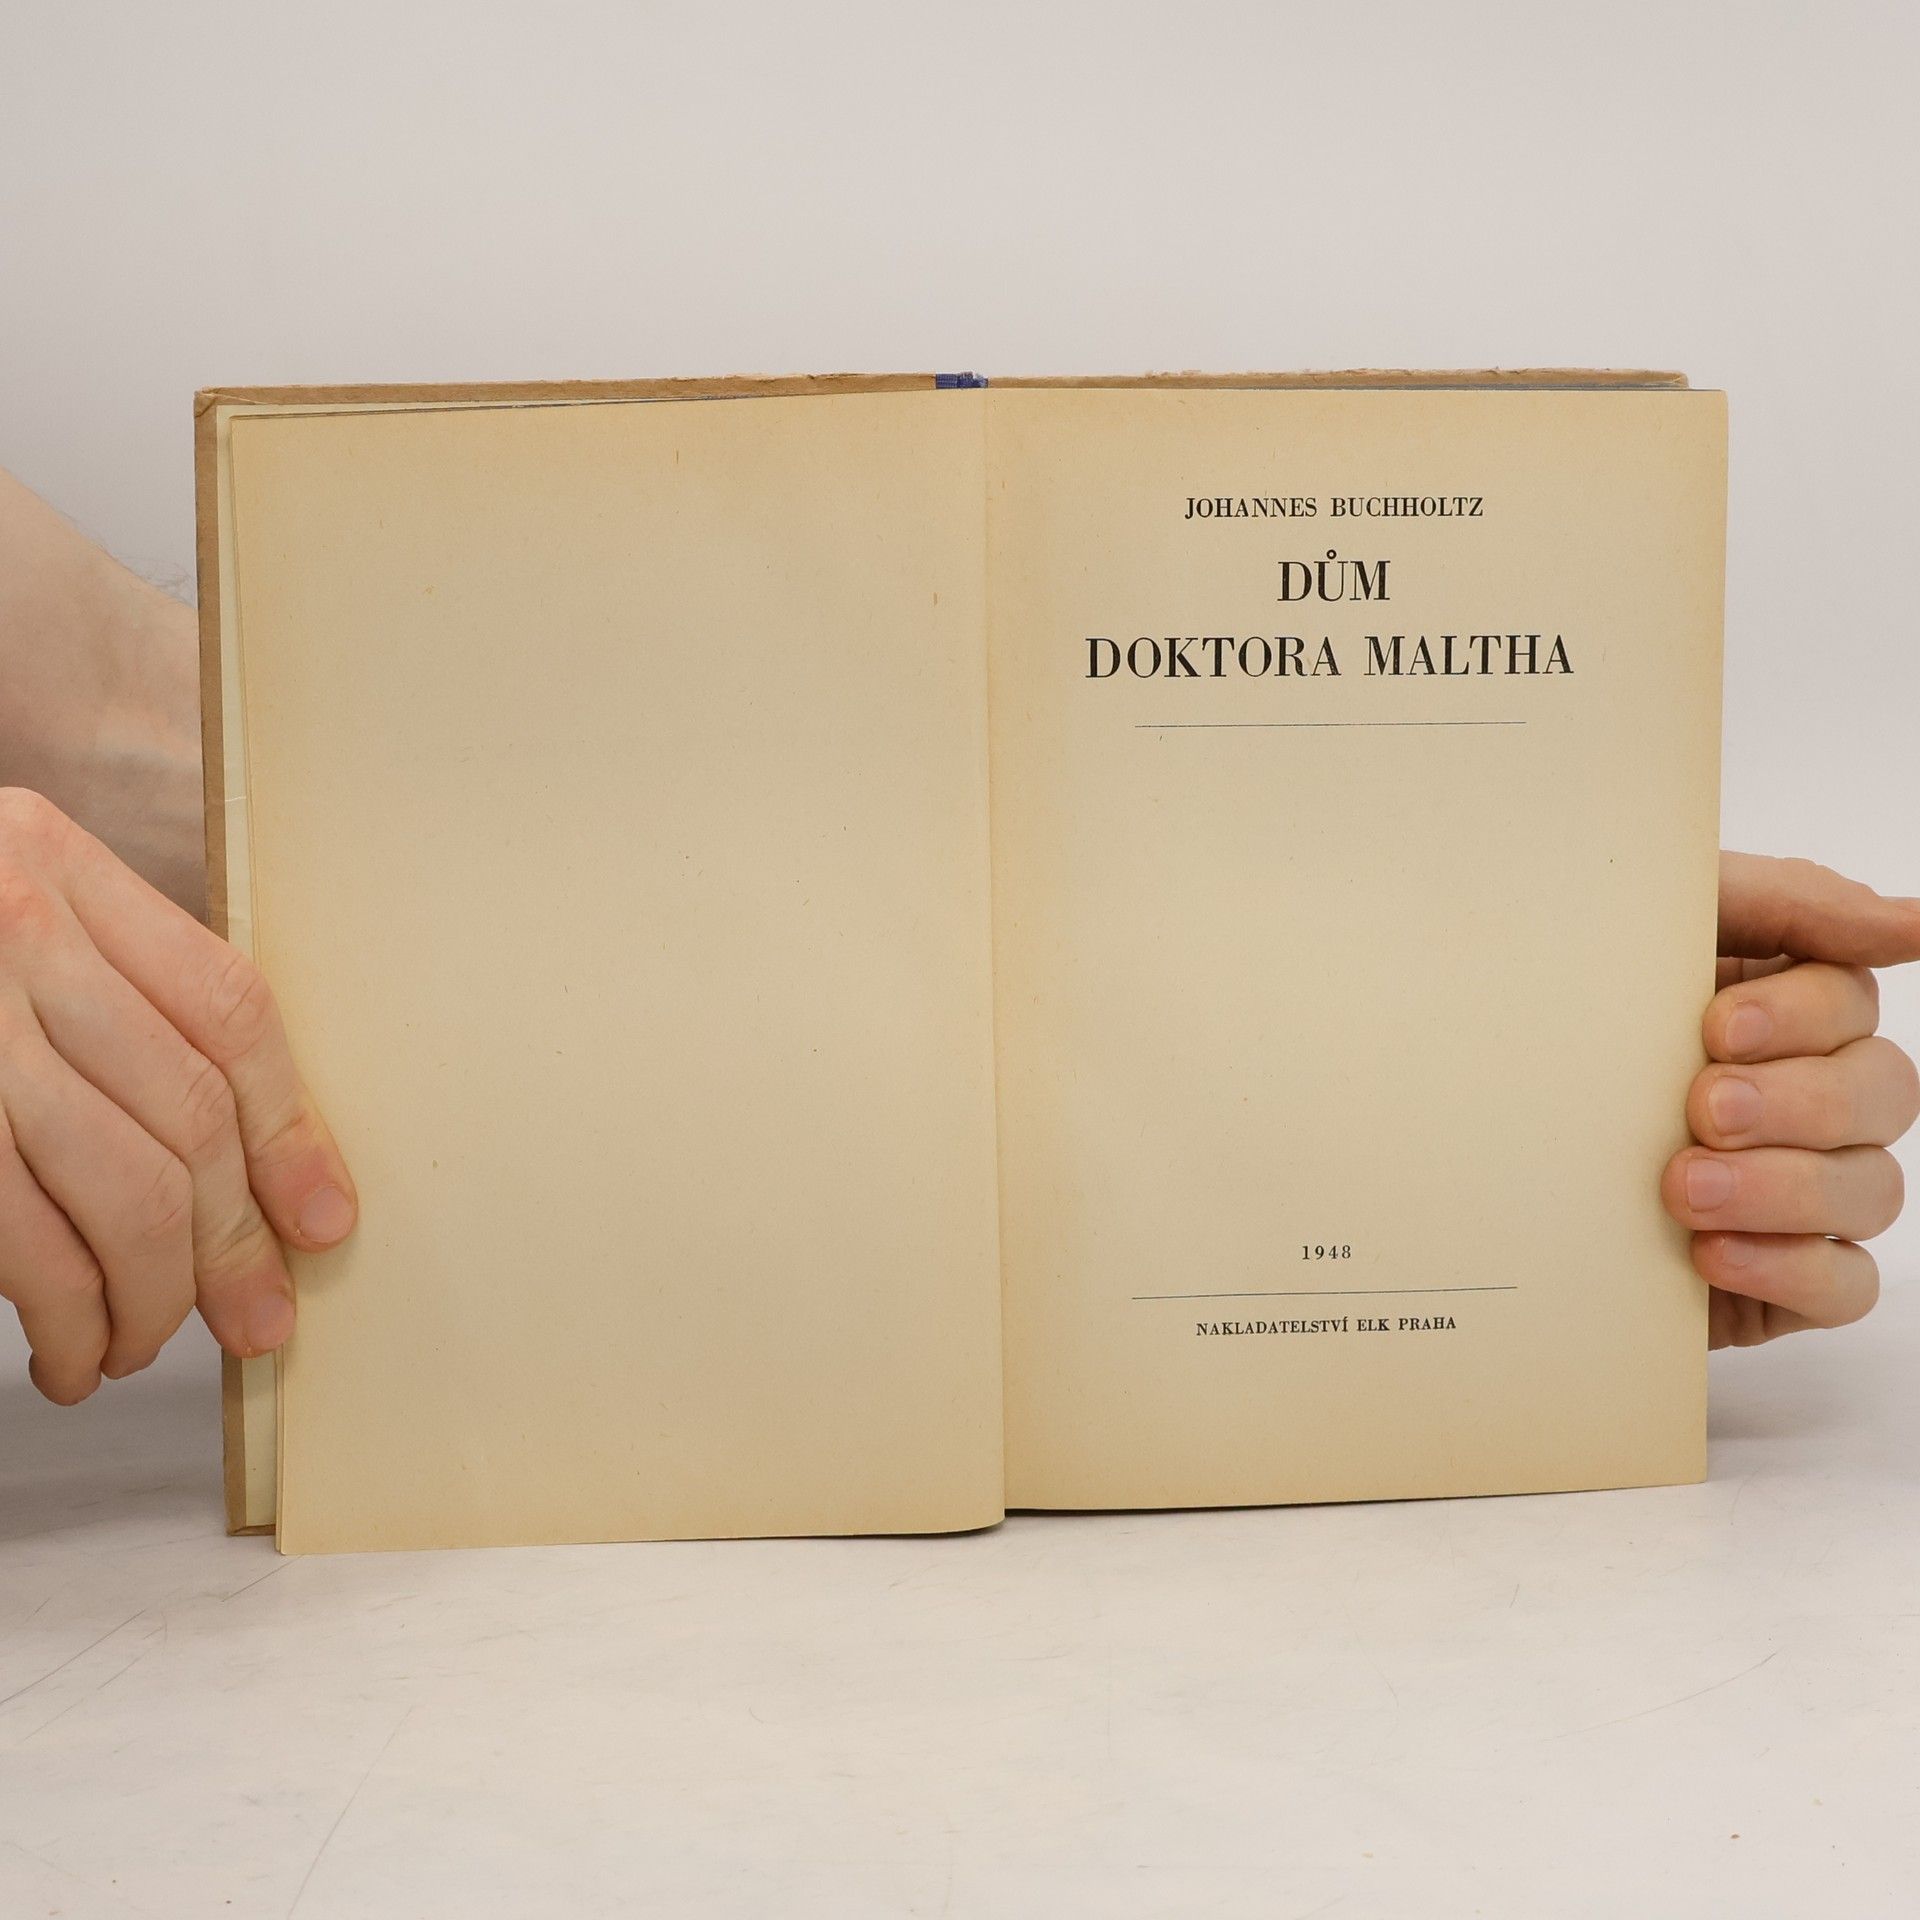 JOHANNES BUCHHOLTZ
DŮM
DOKTORA MALTHA
1948
NAKLADATELSTVÍ ELK PRAHA